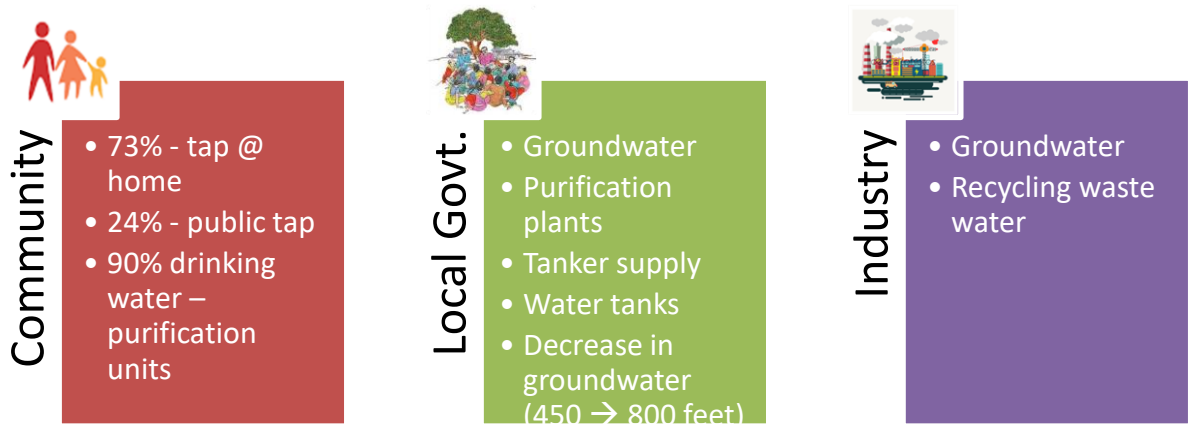 Community
• 73% - tap @
home
• 24% - public tap
• 90% drinking
water –
purification
units
Local Govt.
• Groundwater
• Purification
plants
• Tanker supply
• Water tanks
• Decrease in
groundwater
(450 → 800 feet)
Industry
• Groundwater
• Recycling waste
water